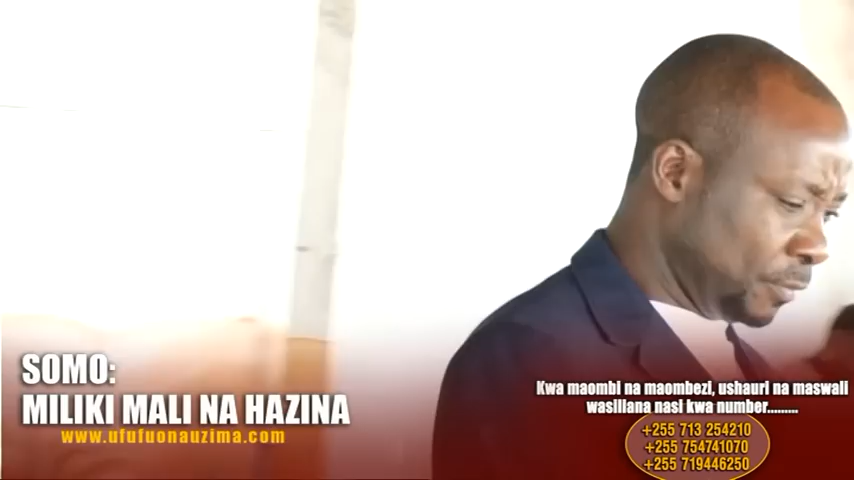 SOMO:
MILIKI MALI NA HAZINA
www.ufufuonauzima.com
Kwa maombi na maombezi, ushauri na maswali
wasiliana nasi kwa number.........
+255 713 254210
+255 754741070
+255 719446250